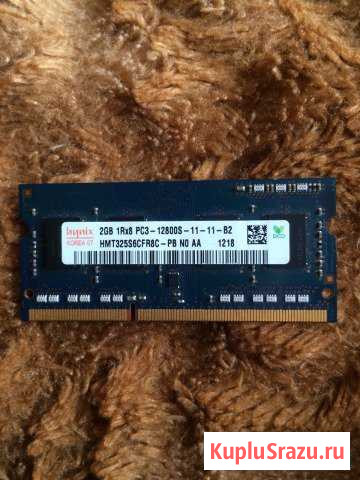 hynix
KOREA 07
2GB 1Rx8 PC3-12800S-11-11-B2
HMT325S6CFR8C-PB N0 AA 1218
KupluSrazu.ru